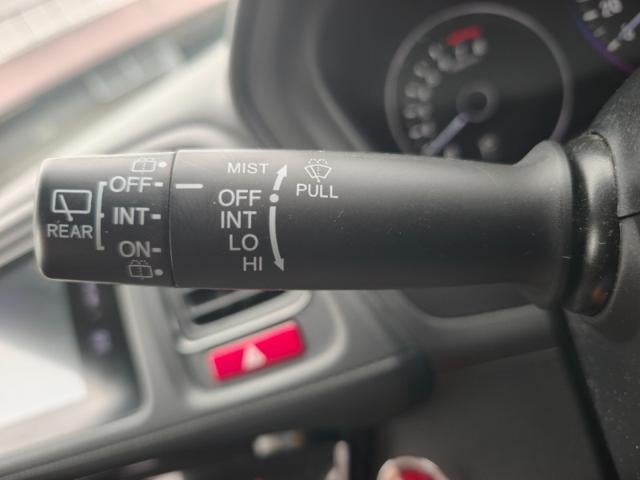 MIST
OFF
INT
LO
HI
PULL
REAR
OFF
INT
ON